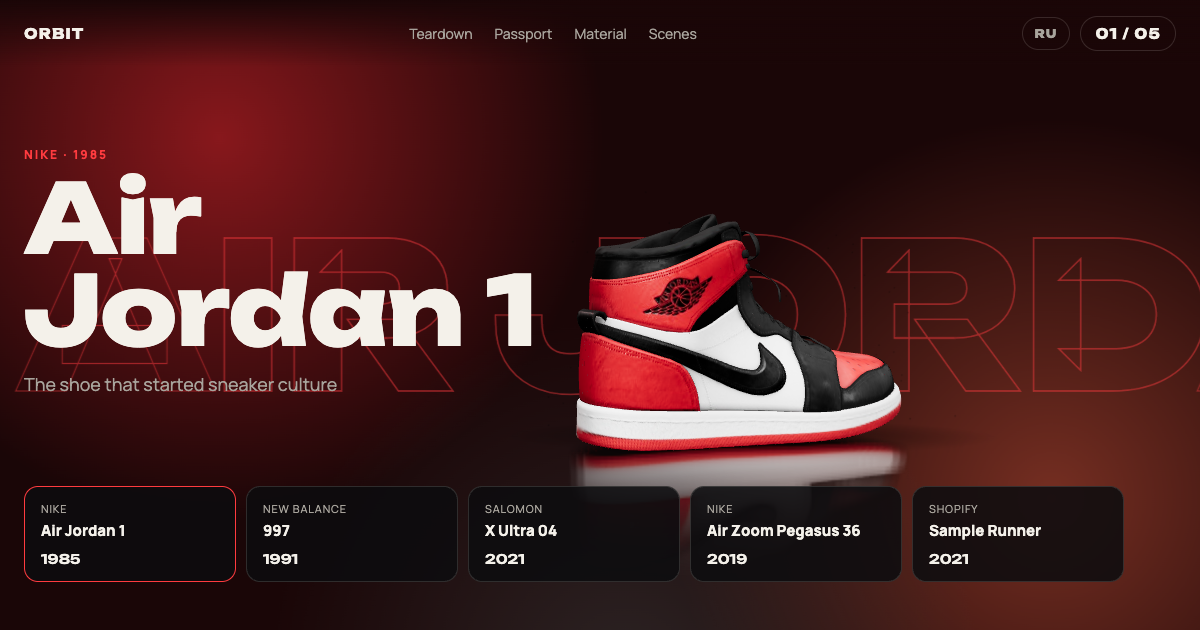 ORBIT
Teardown Passport Material Scenes
RU
01 / 05
NIKE · 1985
Air
Jordan 1
AIR JORD
The shoe that started sneaker culture
NIKE
Air Jordan 1
1985
NEW BALANCE
997
1991
SALOMON
X Ultra 04
2021
NIKE
Air Zoom Pegasus 36
2019
SHOPIFY
Sample Runner
2021